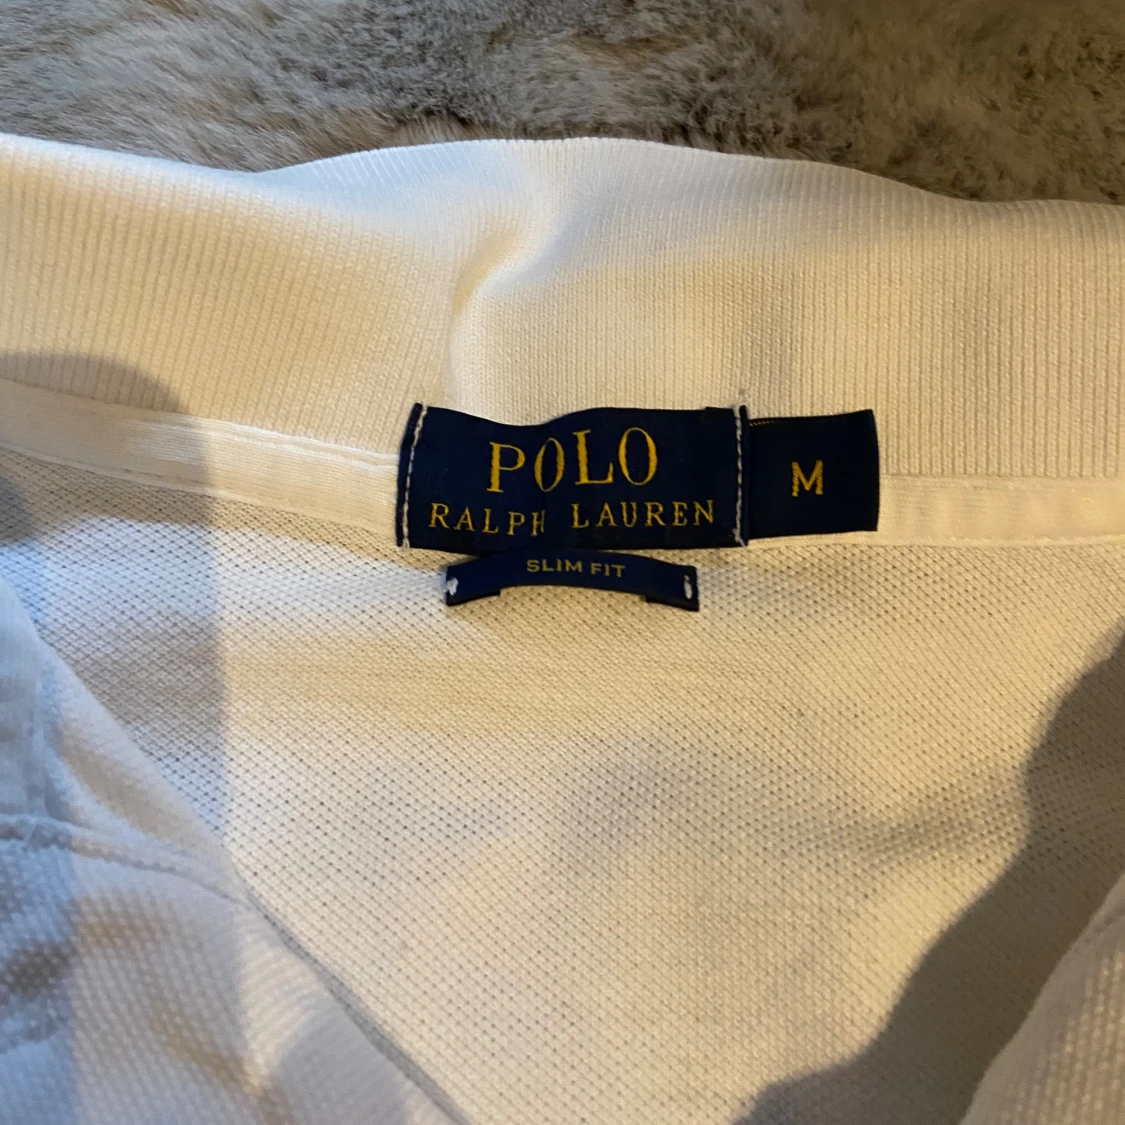 POLO
RALPH LAUREN
M
SLIM FIT